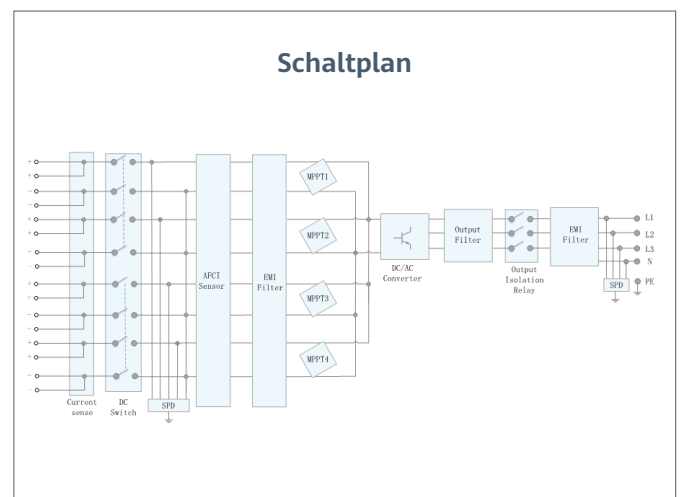 Schaltplan
+
+
-
-
+
+
-
-
+
+
-
-
+
+
-
-
Current
sense
DC
Switch
SPD
AFCI
Sensor
EMI
Filter
MPPT1
MPPT2
MPPT3
MPPT4
DC/AC
Converter
Output
Filter
Output
Isolation
Relay
EMI
Filter
L1
L2
L3
N
PE
SPD